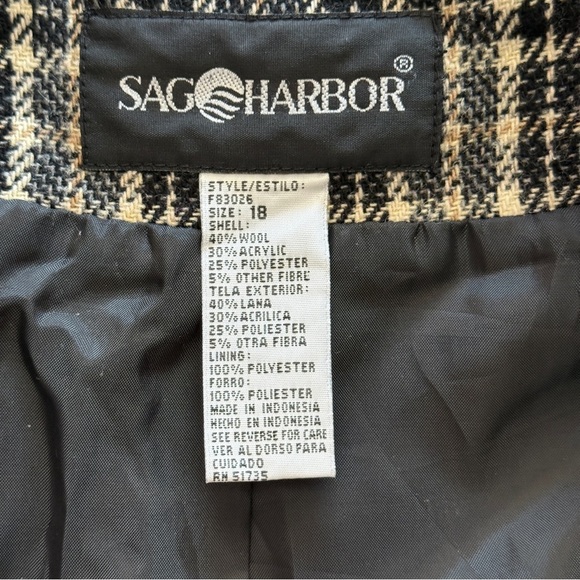 SAG HARBOR®
STYLE/ESTILO:
F83026
SIZE: 18
SHELL:
40% WOOL
30% ACRYLIC
25% POLYESTER
5% OTHER FIBRE
TELA EXTERIOR:
40% LANA
30% ACRILICA
25% POLIESTER
5% OTRA FIBRA
LINING:
100% POLYESTER
FORRO:
100% POLIESTER
MADE IN INDONESIA
HECHO EN INDONESIA
SEE REVERSE FOR CARE
VER AL DORSO PARA
CUIDADO
RN 51735